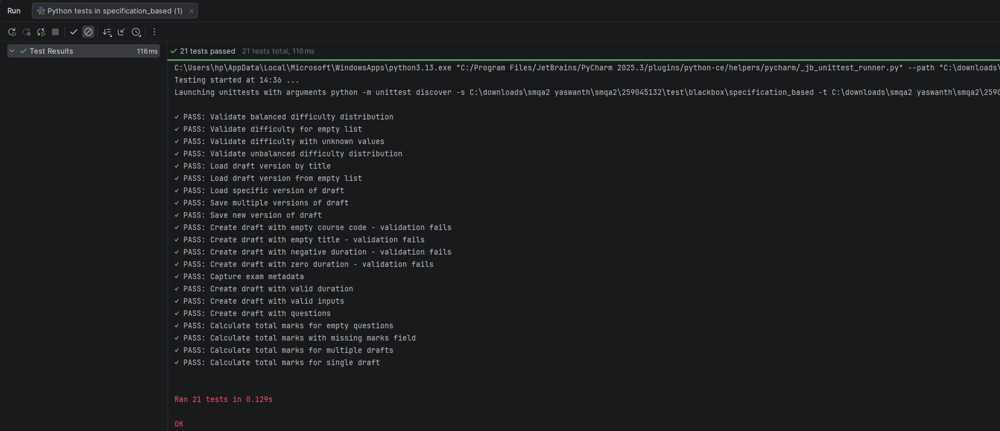 Run Python tests in specification_based (1)
Test Results 116 ms
21 tests passed 21 tests total, 116 ms
C:\Users\hp\AppData\Local\Microsoft\WindowsApps\python3.13.exe "C:/Program Files/JetBrains/PyCharm 2025.3/plugins/python-ce/helpers/pycharm/_jb_unittest_runner.py" --path "C:\downloads\
Testing started at 14:36 ...
Launching unittests with arguments python -m unittest discover -s C:\downloads\smqa2 yaswanth\smqa2\259045132\test\blackbox\specification_based -t C:\downloads\smqa2 yaswanth\smqa2\259
✓ PASS: Validate balanced difficulty distribution
✓ PASS: Validate difficulty for empty list
✓ PASS: Validate difficulty with unknown values
✓ PASS: Validate unbalanced difficulty distribution
✓ PASS: Load draft version by title
✓ PASS: Load draft version from empty list
✓ PASS: Load specific version of draft
✓ PASS: Save multiple versions of draft
✓ PASS: Save new version of draft
✓ PASS: Create draft with empty course code - validation fails
✓ PASS: Create draft with empty title - validation fails
✓ PASS: Create draft with negative duration - validation fails
✓ PASS: Create draft with zero duration - validation fails
✓ PASS: Capture exam metadata
✓ PASS: Create draft with valid duration
✓ PASS: Create draft with valid inputs
✓ PASS: Create draft with questions
✓ PASS: Calculate total marks for empty questions
✓ PASS: Calculate total marks with missing marks field
✓ PASS: Calculate total marks for multiple drafts
✓ PASS: Calculate total marks for single draft
Ran 21 tests in 0.129s
OK